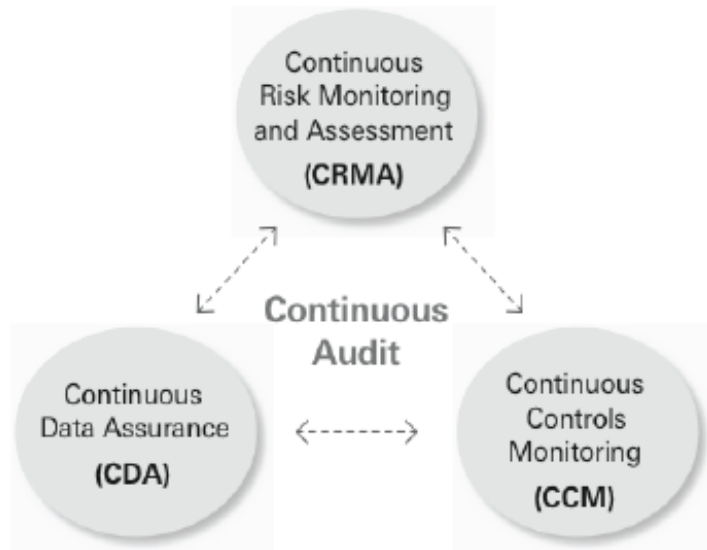 Continuous
Risk Monitoring
and Assessment
(CRMA)
Continuous
Audit
Continuous
Data Assurance
(CDA)
Continuous
Controls
Monitoring
(CCM)